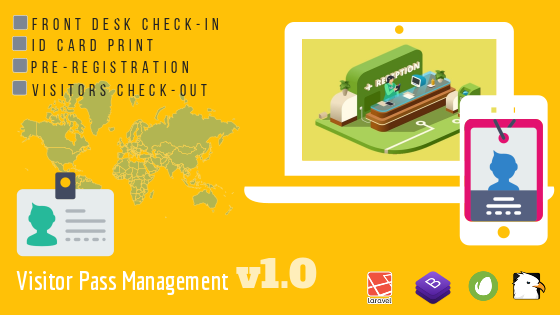 FRONT DESK CHECK-IN
ID CARD PRINT
PRE-REGISTRATION
VISITORS CHECK-OUT
+ RECEPTION
Visitor Pass Management v1.0
laravel
B